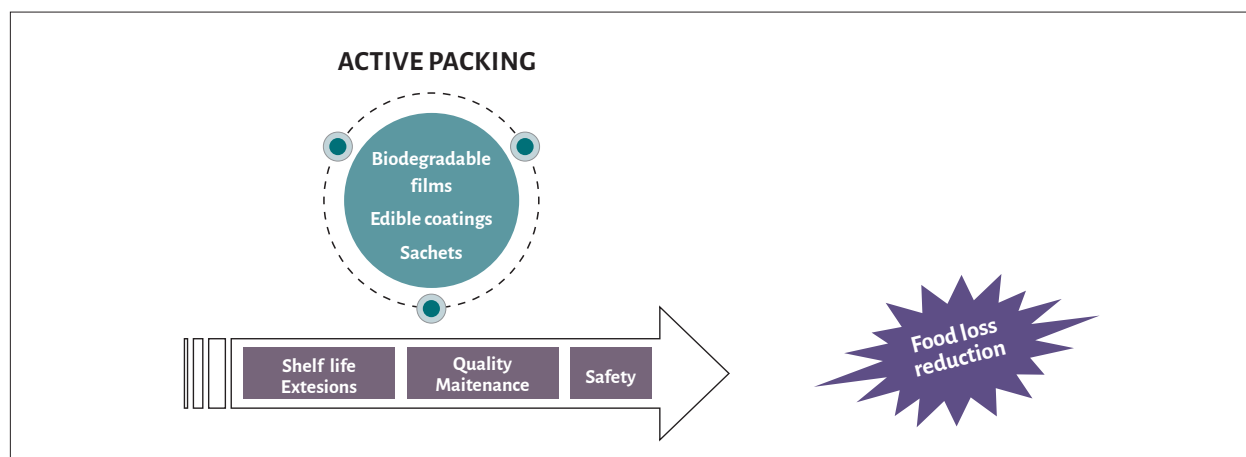 ACTIVE PACKING
Biodegradable
films
Edible coatings
Sachets
Shelf life
Extesions
Quality
Maitenance
Safety
Food loss
reduction